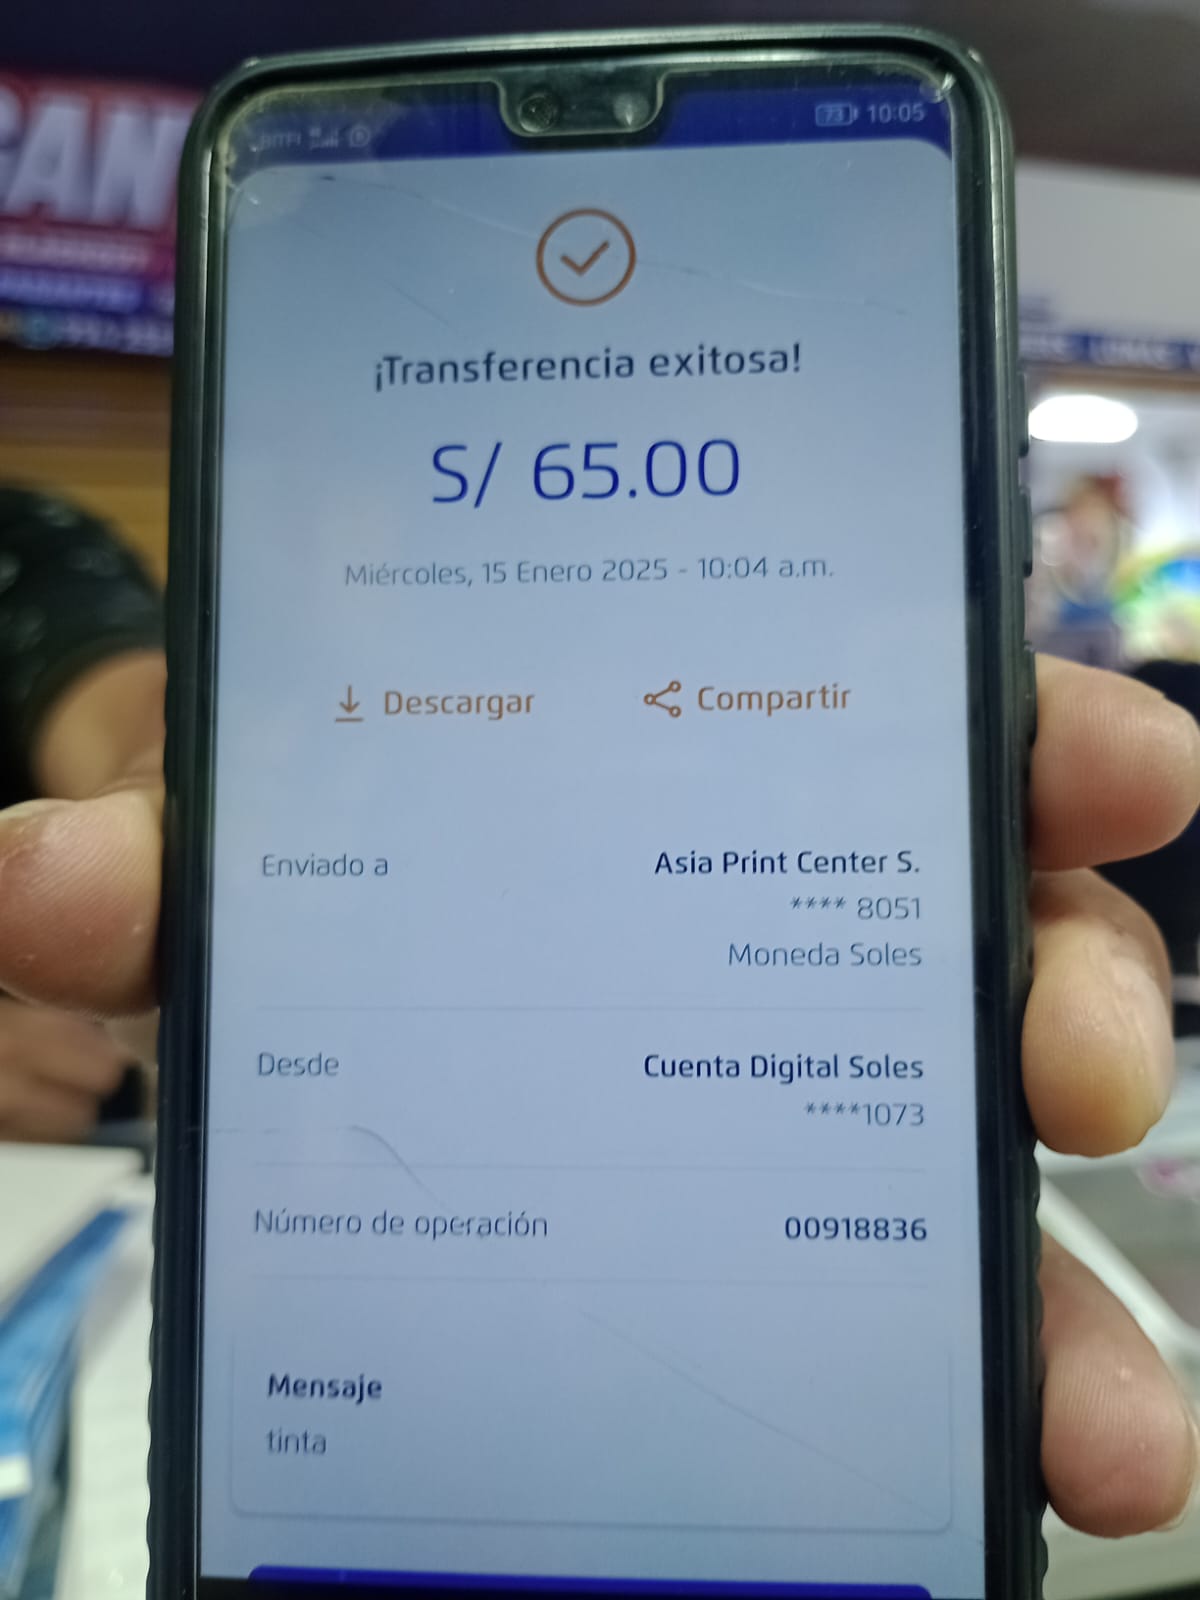 73 10:05
¡Transferencia exitosa!
S/ 65.00
Miércoles, 15 Enero 2025 - 10:04 a.m.
Descargar Compartir
Enviado a Asia Print Center S.
**** 8051
Moneda Soles
Desde Cuenta Digital Soles
****1073
Número de operación 00918836
Mensaje
tinta